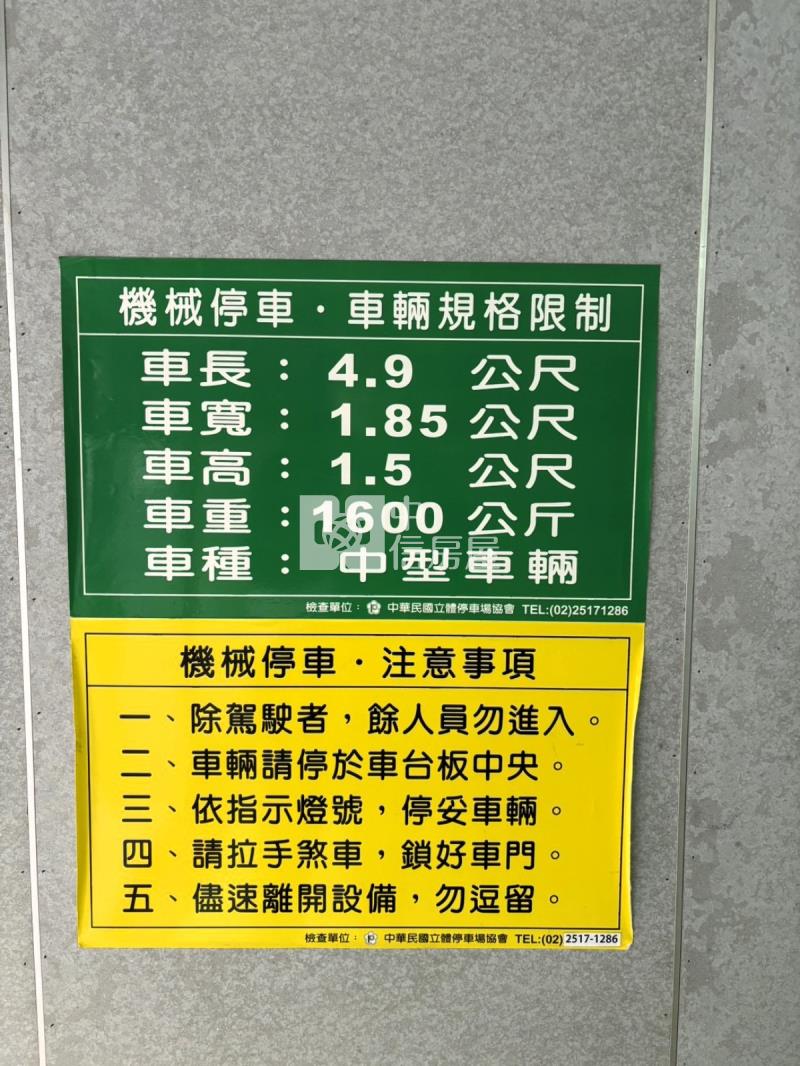 機械停車・車輛規格限制
車長：4.9 公尺
車寬：1.85 公尺
車高：1.5 公尺
車重：1600 公斤
車種：中型車輛
中
信房屋
檢查單位： 中華民國立體停車場協會 TEL:(02)25171286
機械停車・注意事項
一、除駕駛者，餘人員勿進入。
二、車輛請停於車台板中央。
三、依指示燈號，停妥車輛。
四、請拉手煞車，鎖好車門。
五、儘速離開設備，勿逗留。
檢查單位： 中華民國立體停車場協會 TEL:(02)2517-1286